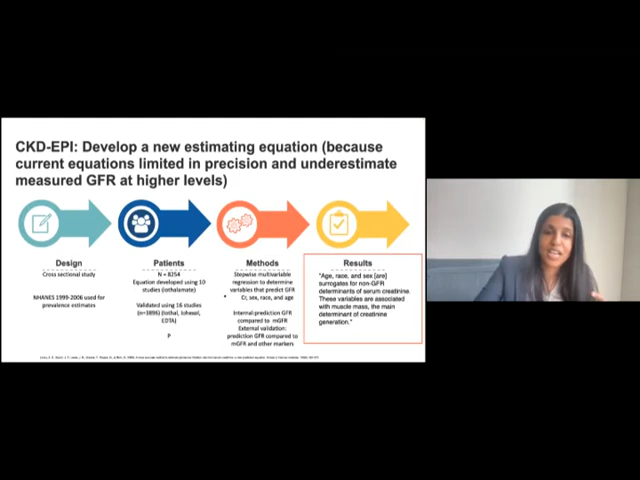 CKD-EPI: Develop a new estimating equation (because
current equations limited in precision and underestimate
measured GFR at higher levels)
Design
Cross sectional study
NHANES 1999-2006 used for
prevalence estimates
Patients
N = 8254
Equation developed using 10
studies (iothalamate)
Validated using 16 studies
(n=3896) (Iothal, Iohexol,
EDTA)
P
Methods
Stepwise multivariable
regression to determine
variables that predict GFR
• Cr, sex, race, and age
Internal:prediction GFR
compared to mGFR
External validation:
prediction GFR compared to
mGFR and other markers
Results
"Age, race, and sex [are]
surrogates for non-GFR
determinants of serum creatinine.
These variables are associated
with muscle mass, the main
determinant of creatinine
generation."